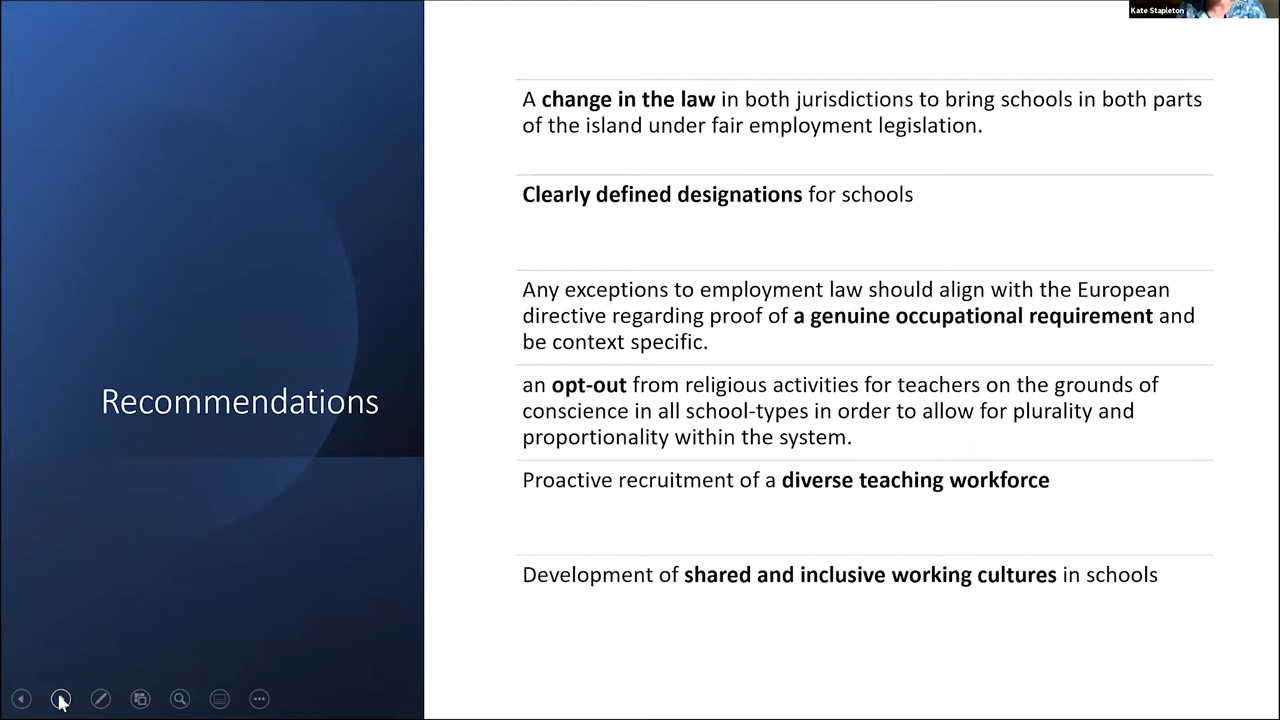 Kate Stapleton
A change in the law in both jurisdictions to bring schools in both parts
of the island under fair employment legislation.
Clearly defined designations for schools
Any exceptions to employment law should align with the European
directive regarding proof of a genuine occupational requirement and
be context specific.
Recommendations
an opt-out from religious activities for teachers on the grounds of
conscience in all school-types in order to allow for plurality and
proportionality within the system.
Proactive recruitment of a diverse teaching workforce
Development of shared and inclusive working cultures in schools